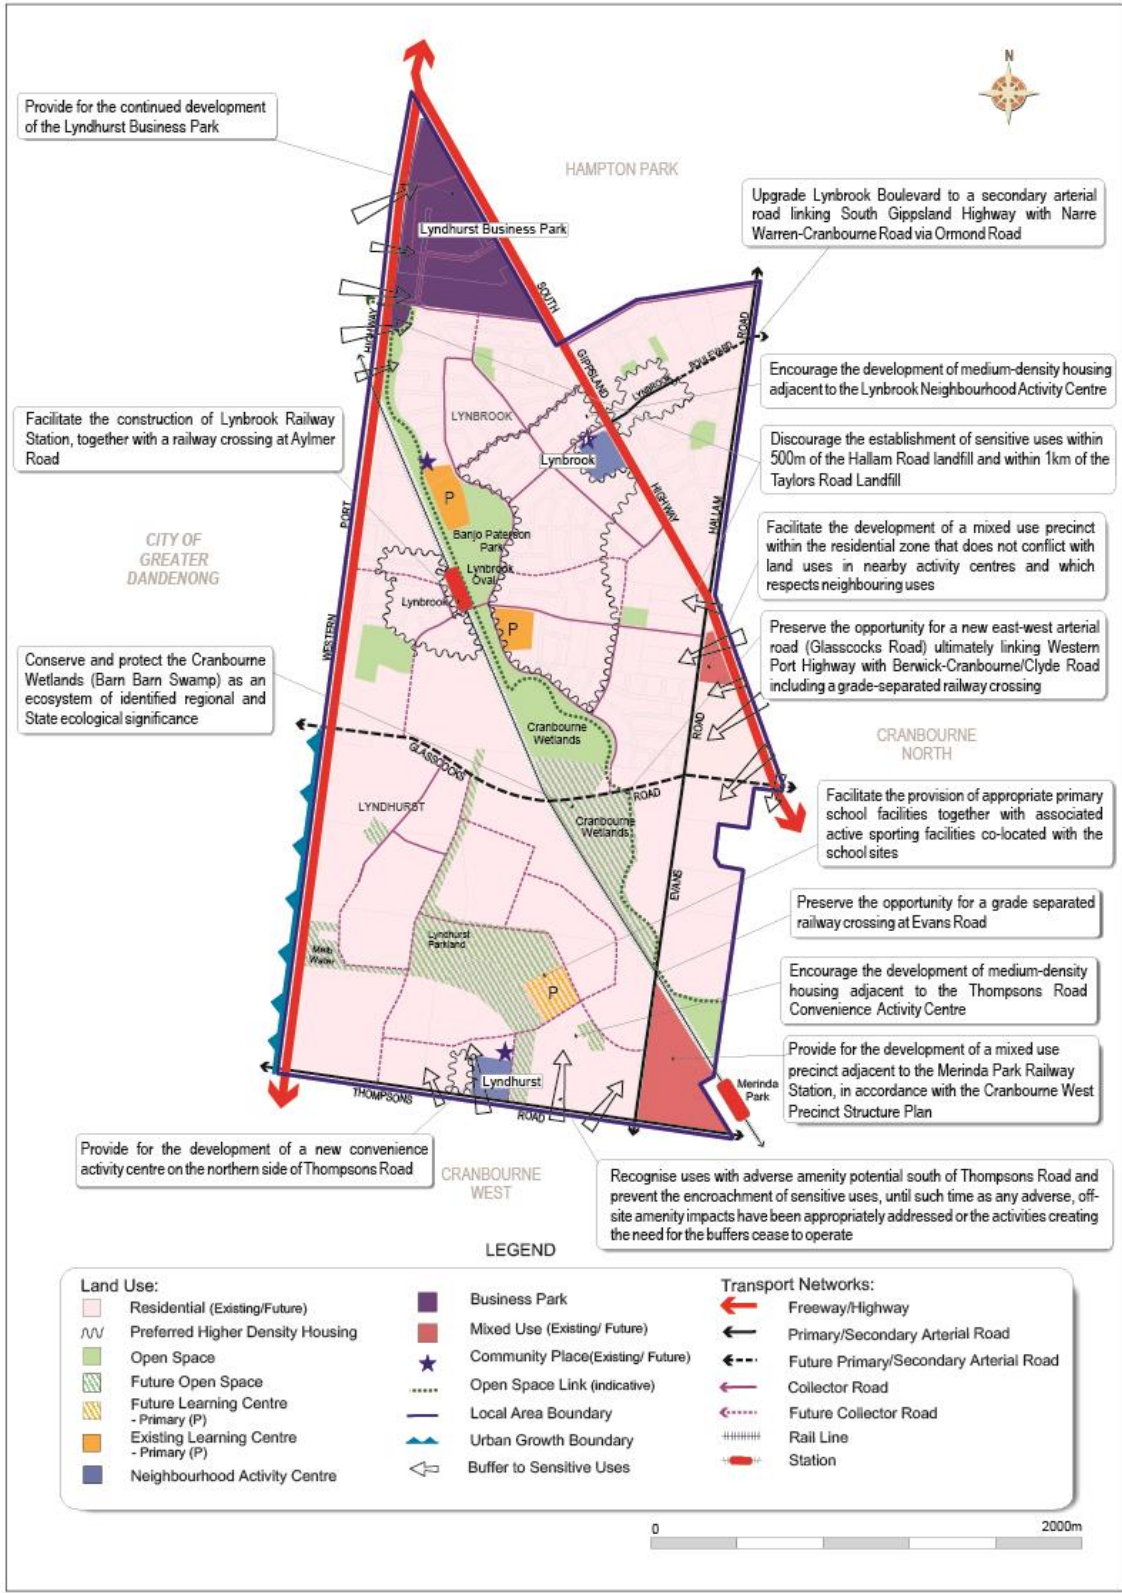 N
Provide for the continued development
of the Lyndhurst Business Park
HAMPTON PARK
Upgrade Lynbrook Boulevard to a secondary arterial
road linking South Gippsland Highway with Narre
Warren-Cranbourne Road via Ormond Road
Lyndhurst Business Park
SOUTH
GIPPSLAND
HIGHWAY
HIGHWAY
ROAD
BOULEVARD
LYNBROOK
Encourage the development of medium-density housing
adjacent to the Lynbrook Neighbourhood Activity Centre
Facilitate the construction of Lynbrook Railway
Station, together with a railway crossing at Aylmer
Road
LYNBROOK
Lynbrook
Discourage the establishment of sensitive uses within
500m of the Hallam Road landfill and within 1km of the
Taylors Road Landfill
P
HALLAM
PORT
CITY OF
GREATER
DANDENONG
Banjo Paterson
Park
Lynbrook
Oval
Lynbrook
P
Facilitate the development of a mixed use precinct
within the residential zone that does not conflict with
land uses in nearby activity centres and which
respects neighbouring uses
WESTERN
Preserve the opportunity for a new east-west arterial
road (Glasscocks Road) ultimately linking Western
Port Highway with Berwick-Cranbourne/Clyde Road
including a grade-separated railway crossing
Conserve and protect the Cranbourne
Wetlands (Barn Barn Swamp) as an
ecosystem of identified regional and
State ecological significance
Cranbourne
Wetlands
ROAD
CRANBOURNE
NORTH
GLASSCOCKS
ROAD
LYNDHURST
Cranbourne
Wetlands
Facilitate the provision of appropriate primary
school facilities together with associated
active sporting facilities co-located with the
school sites
EVANS
Preserve the opportunity for a grade separated
railway crossing at Evans Road
Lyndhurst
Parkland
Melb
Water
P
Encourage the development of medium-density
housing adjacent to the Thompsons Road
Convenience Activity Centre
Provide for the development of a mixed use
precinct adjacent to the Merinda Park Railway
Station, in accordance with the Cranbourne West
Precinct Structure Plan
Lyndhurst
Merinda
Park
THOMPSONS
ROAD
Provide for the development of a new convenience
activity centre on the northern side of Thompsons Road
CRANBOURNE
WEST
Recognise uses with adverse amenity potential south of Thompsons Road and
prevent the encroachment of sensitive uses, until such time as any adverse, off-
site amenity impacts have been appropriately addressed or the activities creating
the need for the buffers cease to operate
LEGEND
Land Use:
Residential (Existing/Future)
Preferred Higher Density Housing
Open Space
Future Open Space
Future Learning Centre
- Primary (P)
Existing Learning Centre
- Primary (P)
Neighbourhood Activity Centre
Business Park
Mixed Use (Existing/ Future)
Community Place(Existing/ Future)
Open Space Link (indicative)
Local Area Boundary
Urban Growth Boundary
Buffer to Sensitive Uses
Transport Networks:
Freeway/Highway
Primary/Secondary Arterial Road
Future Primary/Secondary Arterial Road
Collector Road
Future Collector Road
Rail Line
Station
0
2000m